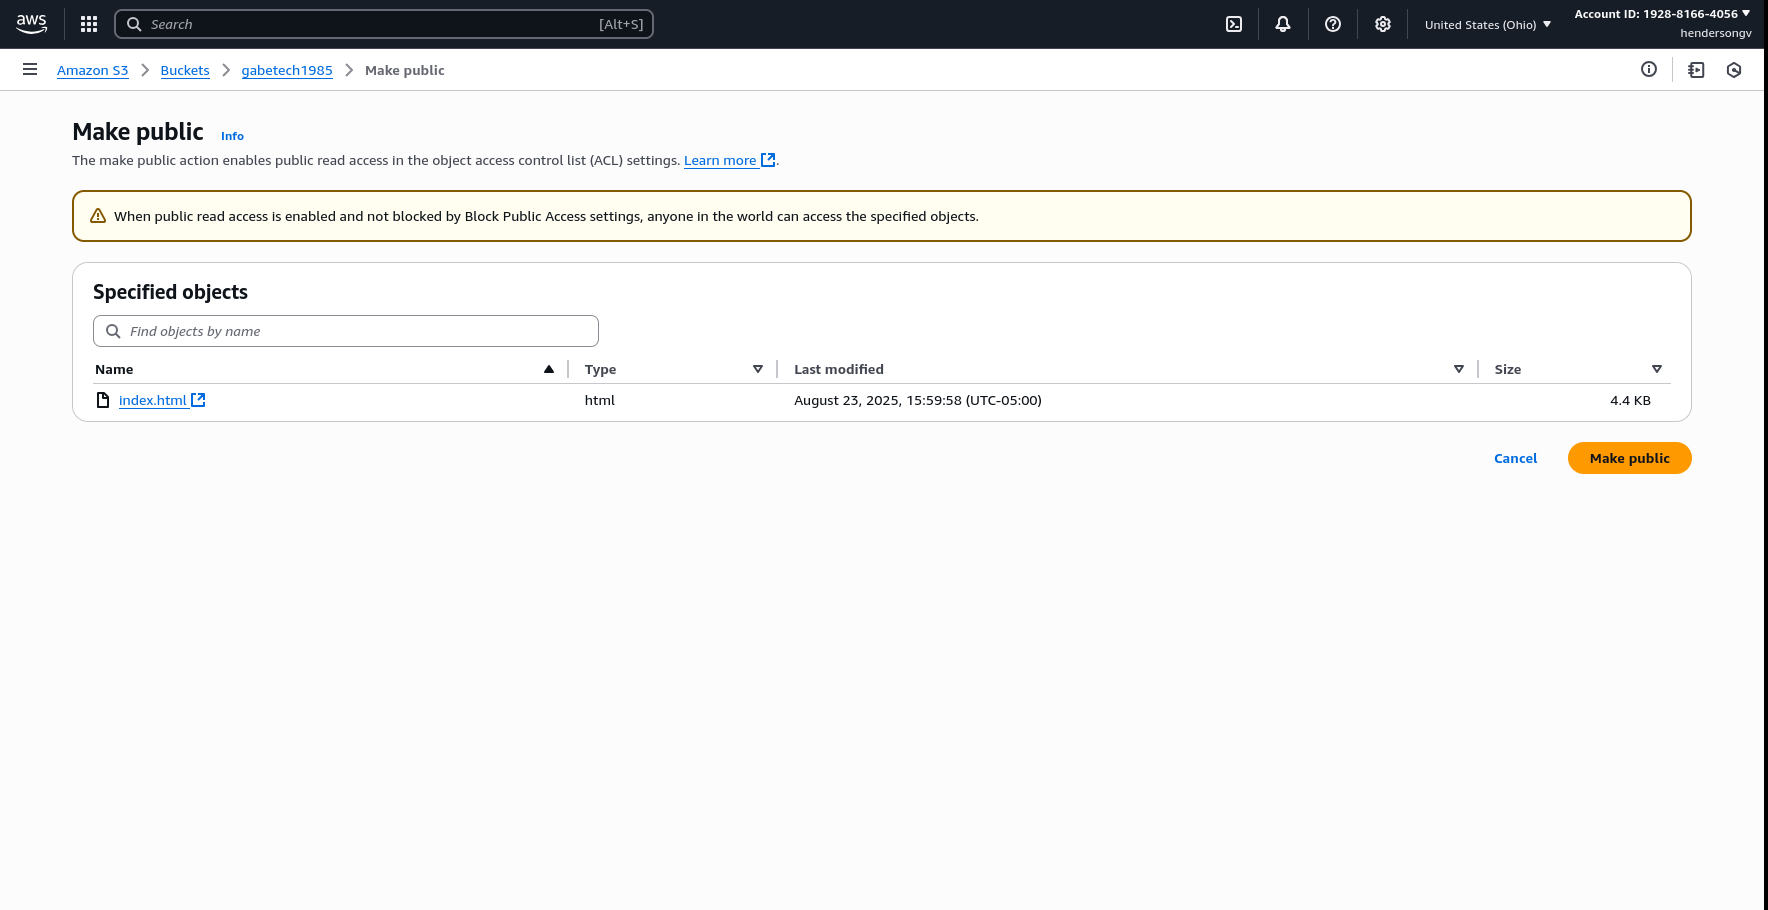 aws
Search [Alt+S]
United States (Ohio)
Account ID: 1928-8166-4056
hendersongv
Amazon S3
Buckets
gabetech1985
Make public
Make public Info
The make public action enables public read access in the object access control list (ACL) settings. Learn more.
When public read access is enabled and not blocked by Block Public Access settings, anyone in the world can access the specified objects.
Specified objects
Find objects by name
Name Type Last modified Size
index.html html August 23, 2025, 15:59:58 (UTC-05:00) 4.4 KB
Cancel Make public